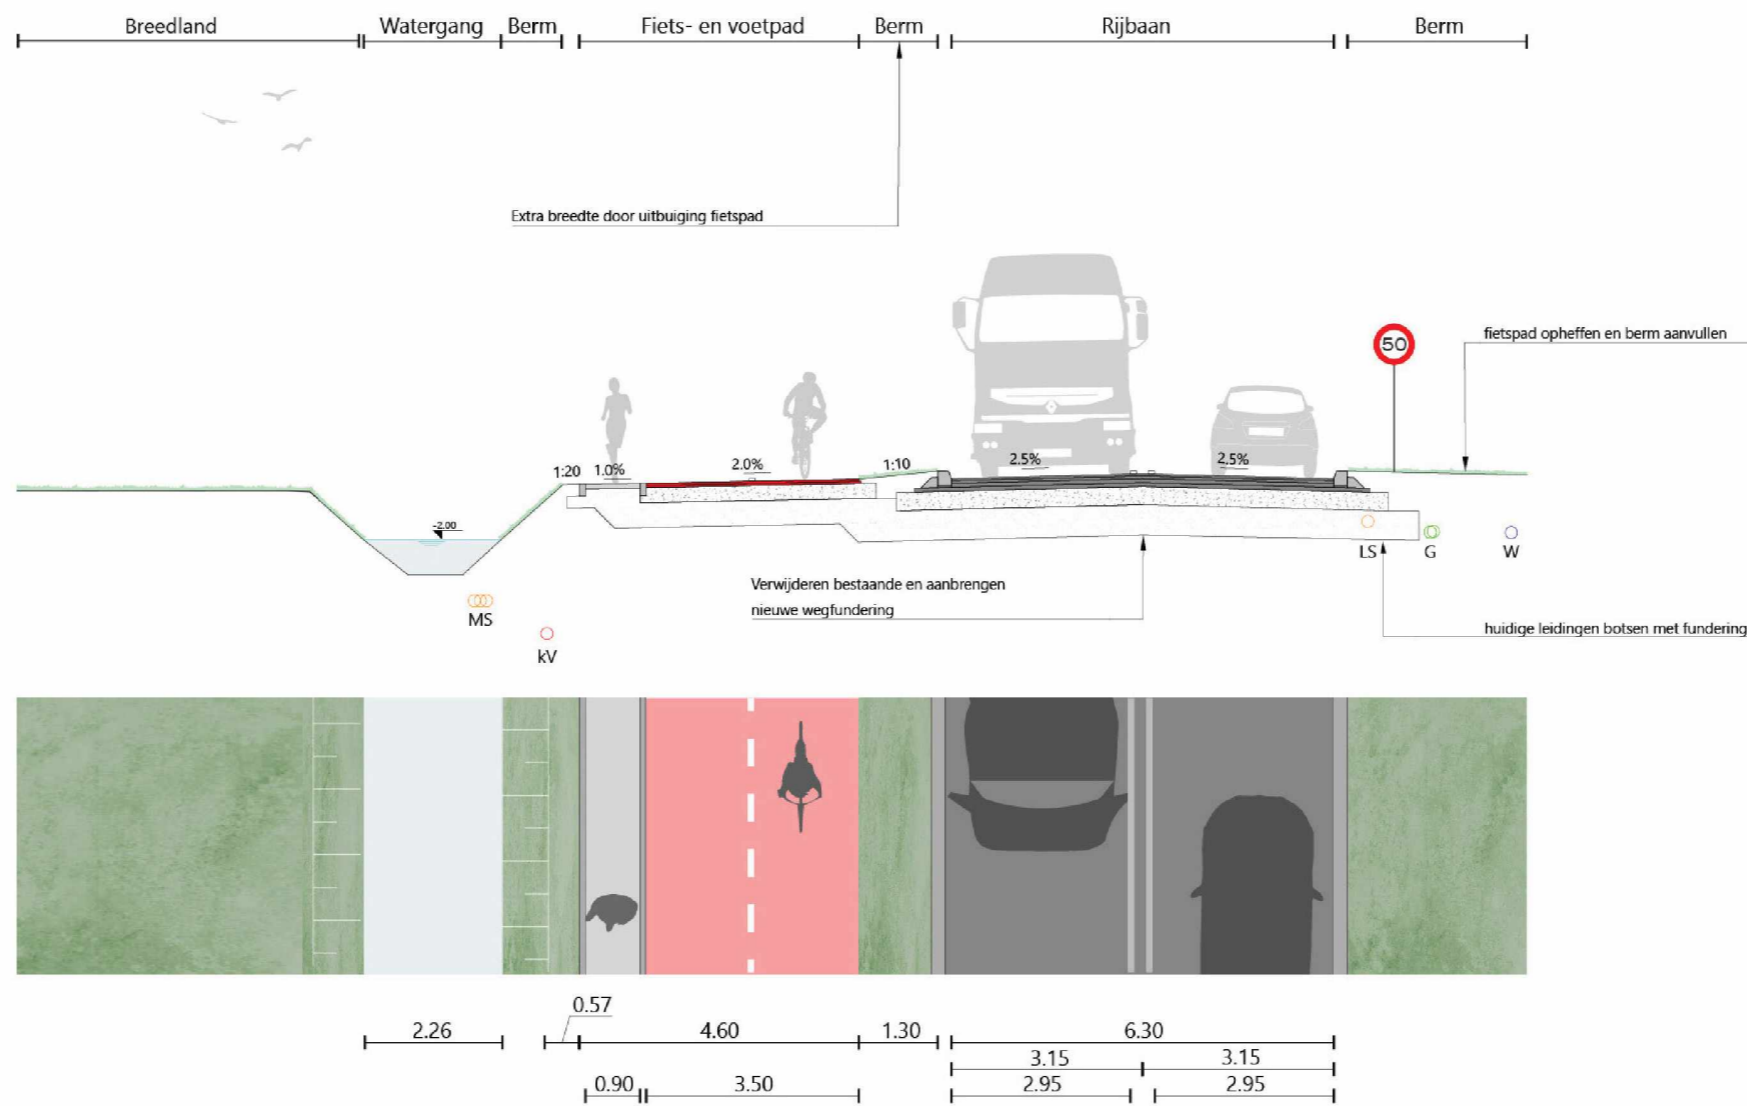 Breedland Watergang Berm Fiets- en voetpad Berm Rijbaan Berm
Extra breedte door uitbuiging fietspad
fietspad opheffen en berm aanvullen
50
1:20 1.0% 2.0% 1:10 2.5% 2.5%
-2.00
LS G W
Verwijderen bestaande en aanbrengen
nieuwe wegfundering
MS
huidige leidingen botsen met fundering
kV
0.57
2.26 4.60 1.30 6.30
3.15 3.15
0.90 3.50 2.95 2.95